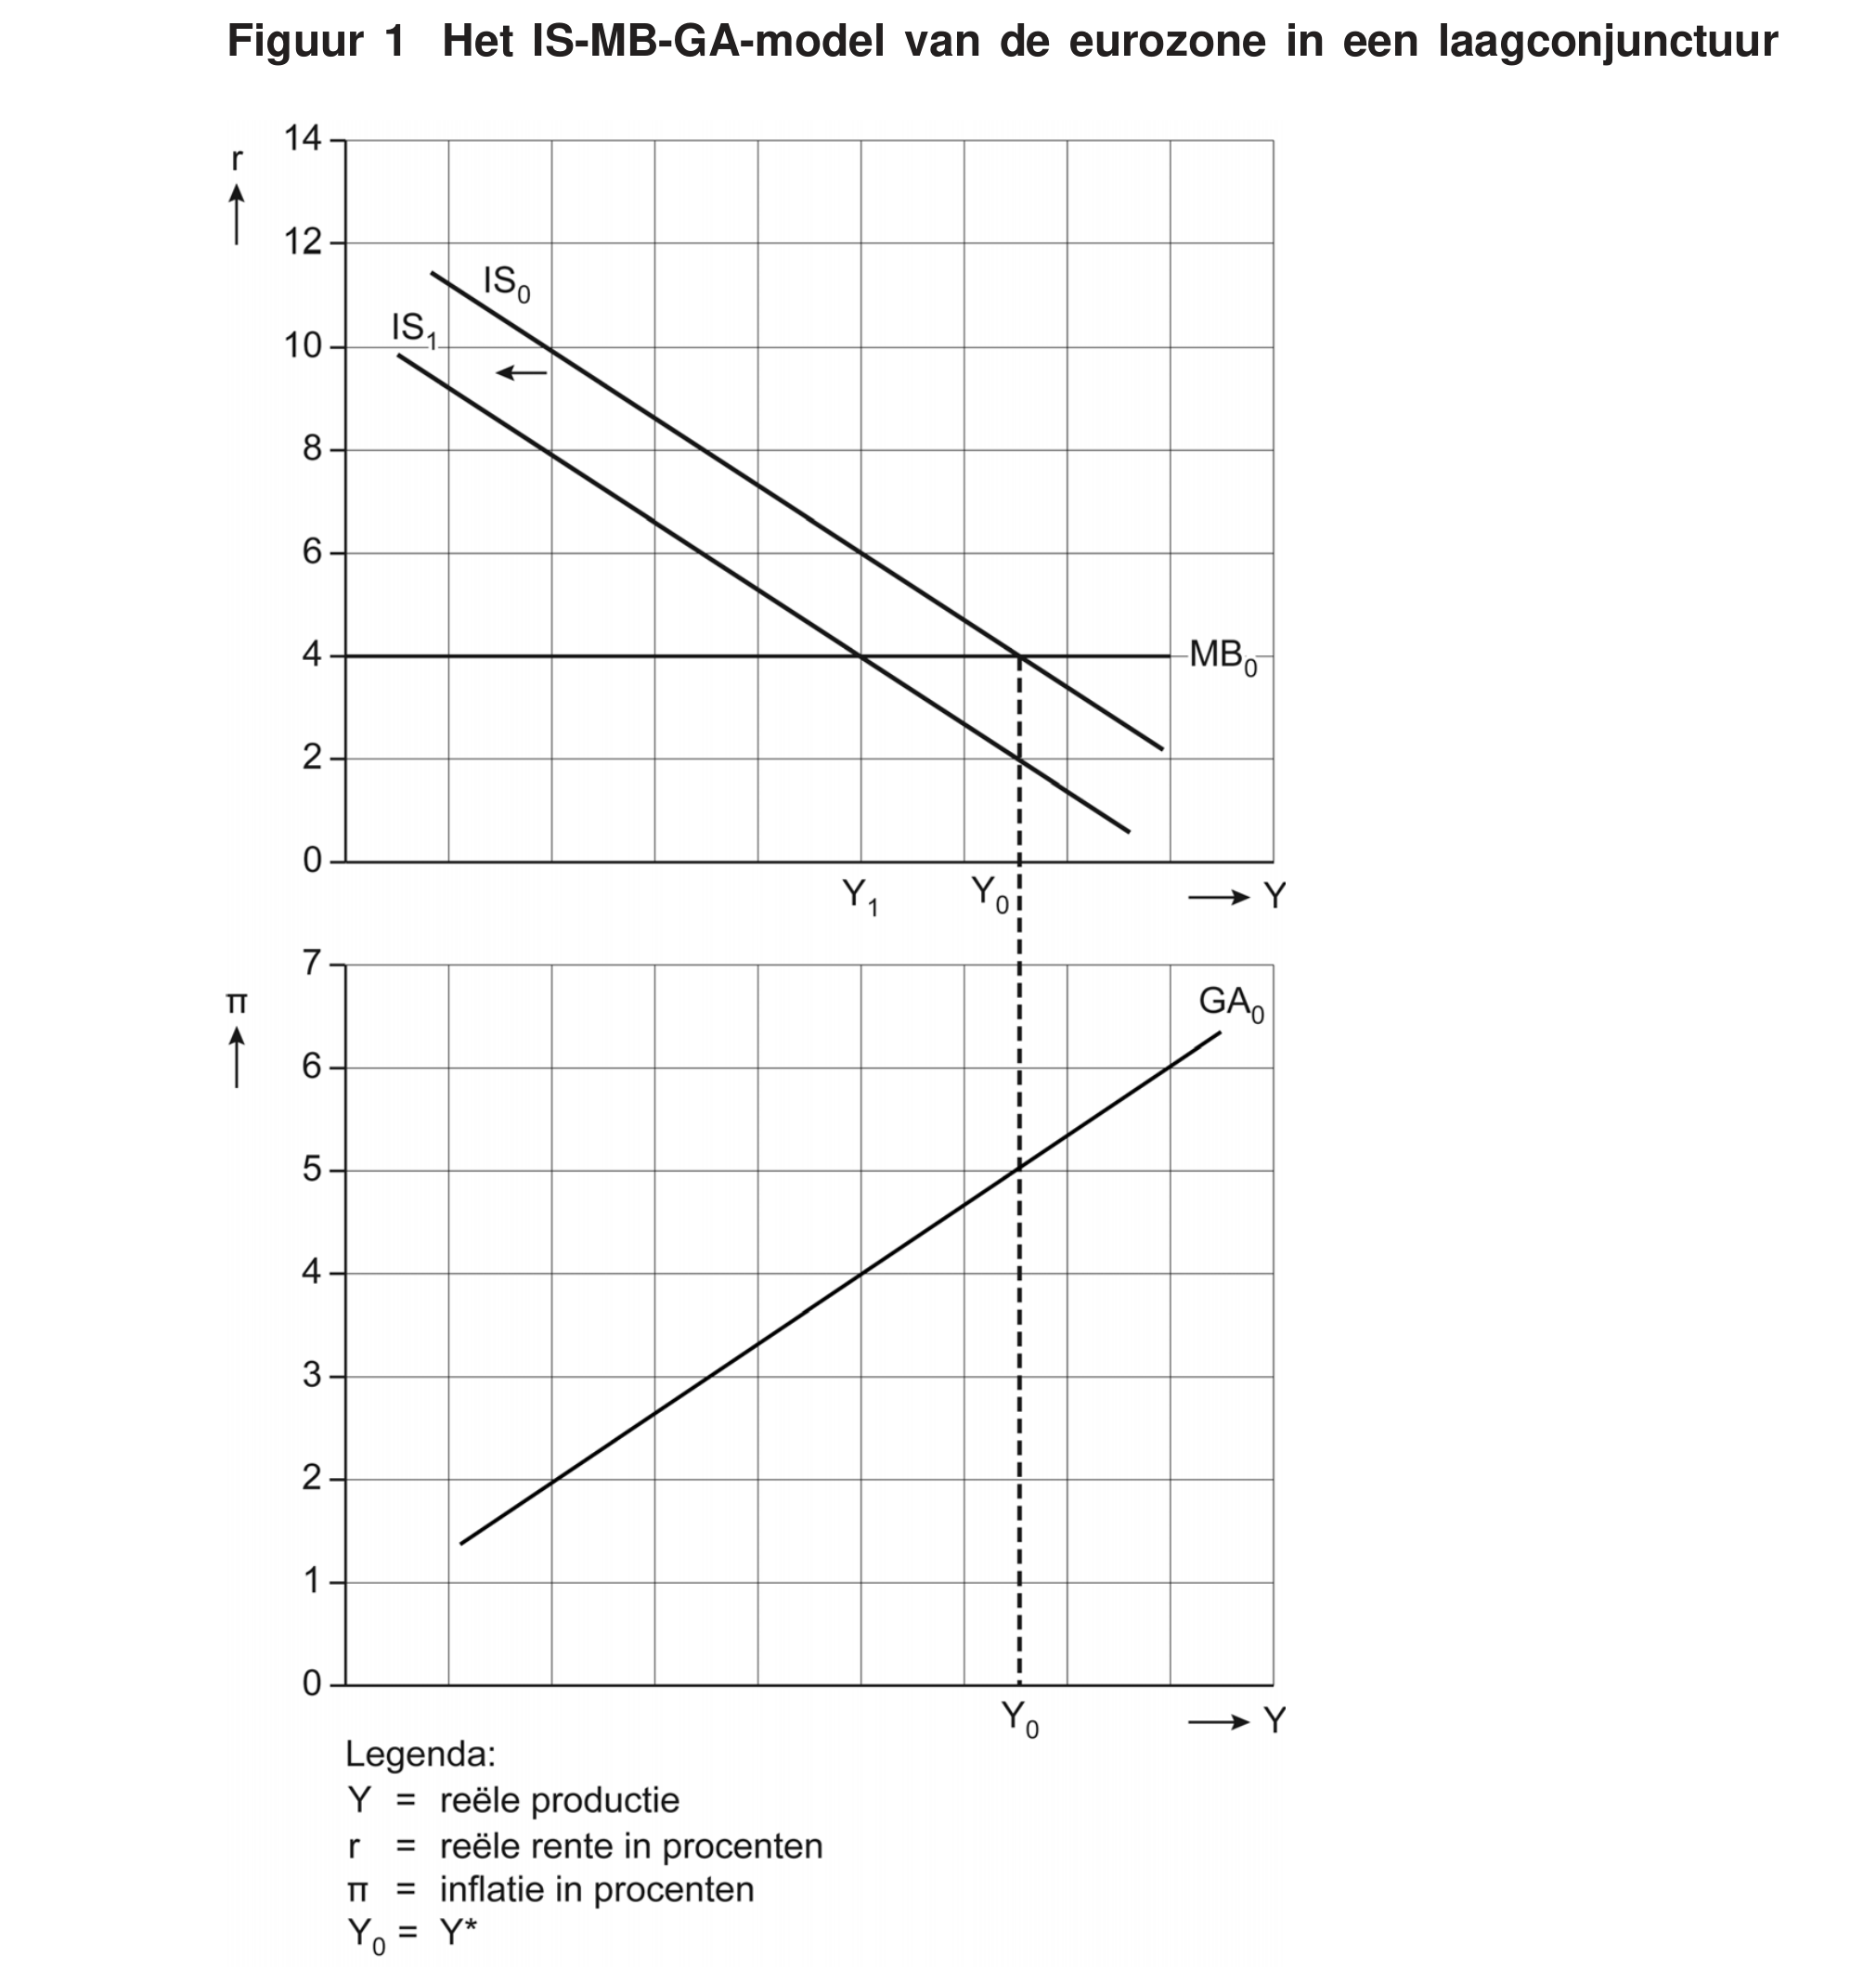 Figuur 1 Het IS-MB-GA-model van de eurozone in een laagconjunctuur
14
r
12
IS0
IS1
10
8
6
4
MB0
2
0
Y1
Y0
Y
7
π
GA0
6
5
4
3
2
1
0
Y0
Y
Legenda:
Y = reële productie
r = reële rente in procenten
π = inflatie in procenten
Y0 = Y*